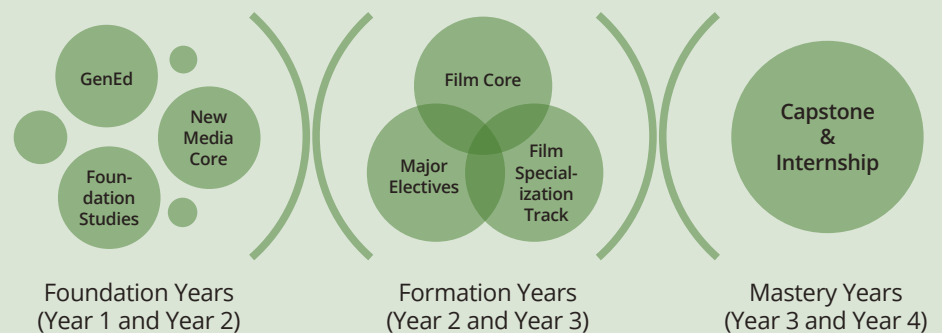 GenEd
New
Media
Core
Foun-
dation
Studies
Foundation Years
(Year 1 and Year 2)
Film Core
Major
Electives
Film
Special-
ization
Track
Formation Years
(Year 2 and Year 3)
Capstone
&
Internship
Mastery Years
(Year 3 and Year 4)